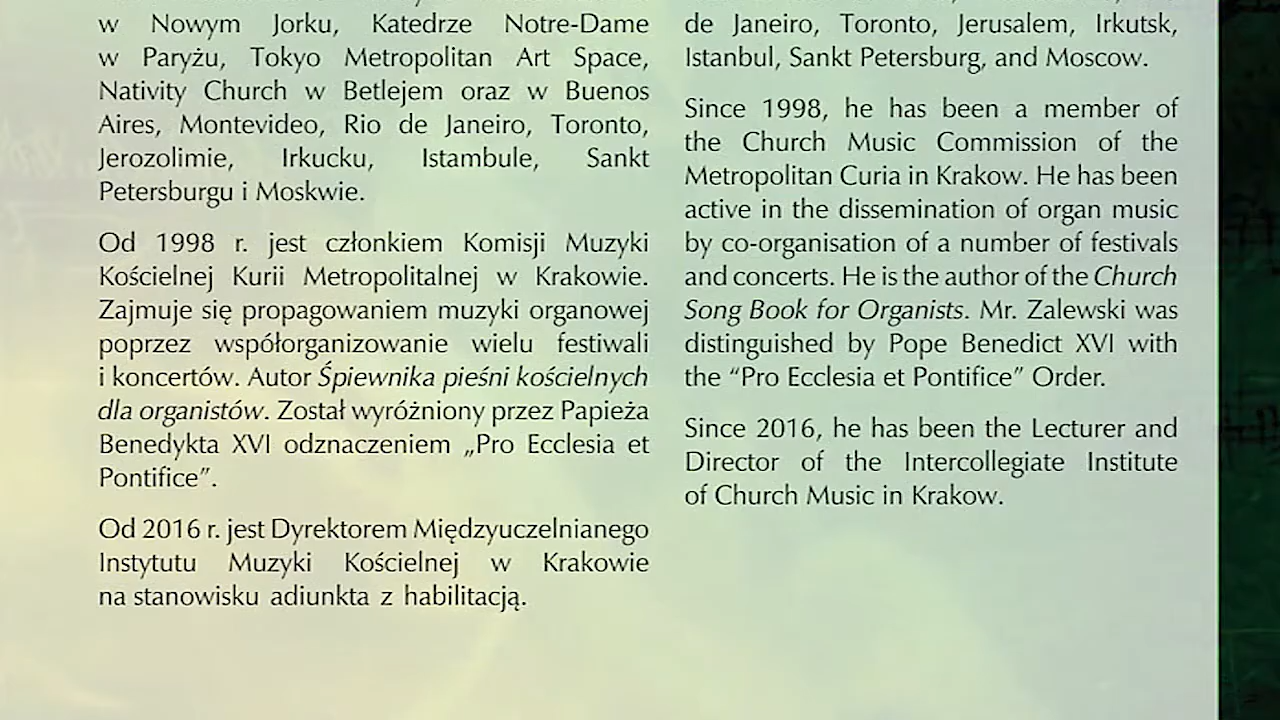 w Nowym Jorku, Katedrze Notre-Dame
w Paryżu, Tokyo Metropolitan Art Space,
Nativity Church w Betlejem oraz w Buenos
Aires, Montevideo, Rio de Janeiro, Toronto,
Jerozolimie, Irkucku, Istambule, Sankt
Petersburgu i Moskwie.
Od 1998 r. jest członkiem Komisji Muzyki
Kościelnej Kurii Metropolitalnej w Krakowie.
Zajmuje się propagowaniem muzyki organowej
poprzez współorganizowanie wielu festiwali
i koncertów. Autor Śpiewnika pieśni kościelnych
dla organistów. Został wyróżniony przez Papieża
Benedykta XVI odznaczeniem „Pro Ecclesia et
Pontifice”.
Od 2016 r. jest Dyrektorem Międzyuczelnianego
Instytutu Muzyki Kościelnej w Krakowie
na stanowisku adiunkta z habilitacją.
de Janeiro, Toronto, Jerusalem, Irkutsk,
Istanbul, Sankt Petersburg, and Moscow.
Since 1998, he has been a member of
the Church Music Commission of the
Metropolitan Curia in Krakow. He has been
active in the dissemination of organ music
by co-organisation of a number of festivals
and concerts. He is the author of the Church
Song Book for Organists. Mr. Zalewski was
distinguished by Pope Benedict XVI with
the “Pro Ecclesia et Pontifice” Order.
Since 2016, he has been the Lecturer and
Director of the Intercollegiate Institute
of Church Music in Krakow.